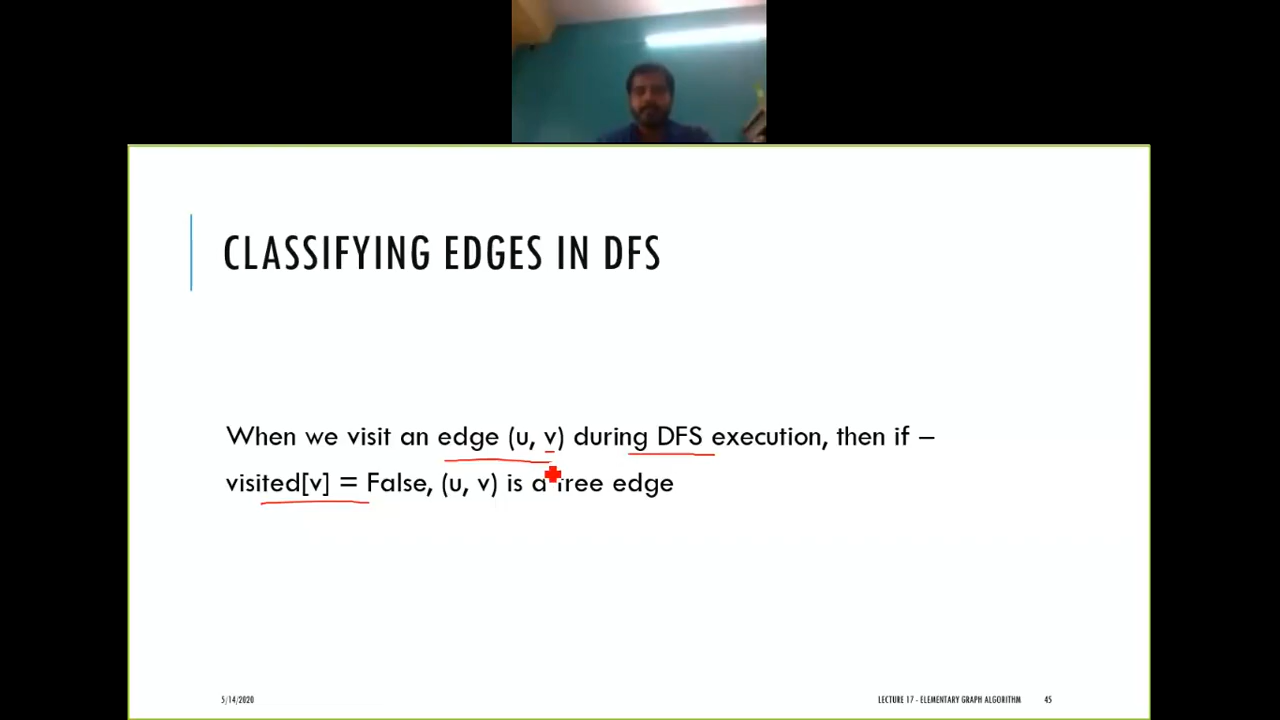 CLASSIFYING EDGES IN DFS
When we visit an edge (u, v) during DFS execution, then if –
visited[v] = False, (u, v) is a tree edge
5/14/2020
LECTURE 17 - ELEMENTARY GRAPH ALGORITHM
45